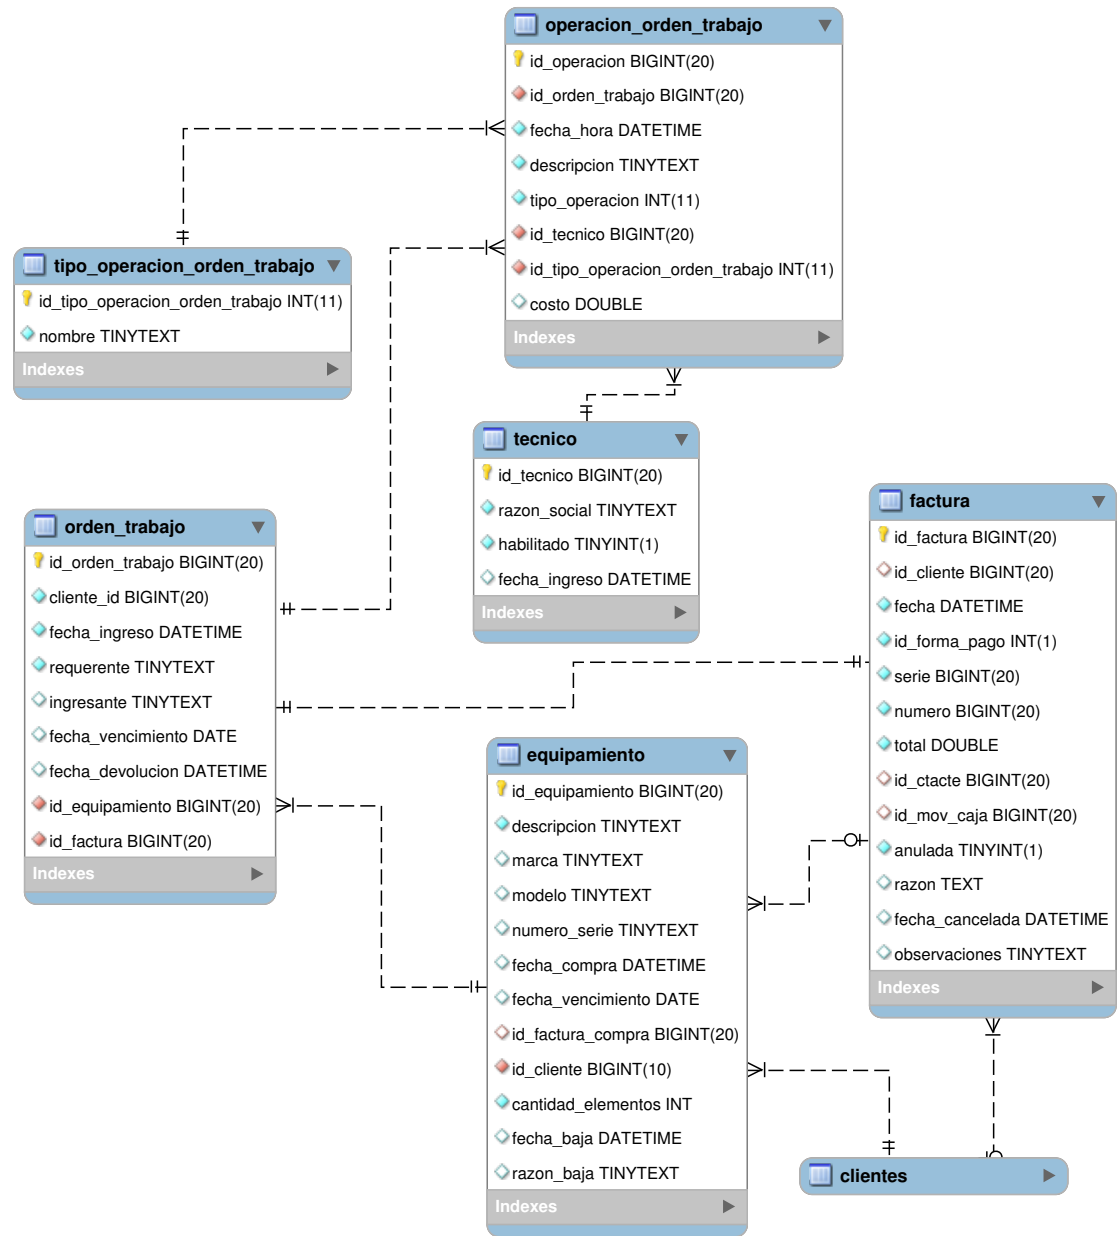 operacion_orden_trabajo
id_operacion BIGINT(20)
id_orden_trabajo BIGINT(20)
fecha_hora DATETIME
descripcion TINYTEXT
tipo_operacion INT(11)
id_tecnico BIGINT(20)
id_tipo_operacion_orden_trabajo INT(11)
costo DOUBLE
Indexes
tipo_operacion_orden_trabajo
id_tipo_operacion_orden_trabajo INT(11)
nombre TINYTEXT
Indexes
tecnico
id_tecnico BIGINT(20)
razon_social TINYTEXT
habilitado TINYINT(1)
fecha_ingreso DATETIME
Indexes
orden_trabajo
id_orden_trabajo BIGINT(20)
cliente_id BIGINT(20)
fecha_ingreso DATETIME
requerente TINYTEXT
ingresante TINYTEXT
fecha_vencimiento DATE
fecha_devolucion DATETIME
id_equipamiento BIGINT(20)
id_factura BIGINT(20)
Indexes
factura
id_factura BIGINT(20)
id_cliente BIGINT(20)
fecha DATETIME
id_forma_pago INT(1)
serie BIGINT(20)
numero BIGINT(20)
total DOUBLE
id_ctacte BIGINT(20)
id_mov_caja BIGINT(20)
anulada TINYINT(1)
razon TEXT
fecha_cancelada DATETIME
observaciones TINYTEXT
Indexes
equipamiento
id_equipamiento BIGINT(20)
descripcion TINYTEXT
marca TINYTEXT
modelo TINYTEXT
numero_serie TINYTEXT
fecha_compra DATETIME
fecha_vencimiento DATE
id_factura_compra BIGINT(20)
id_cliente BIGINT(10)
cantidad_elementos INT
fecha_baja DATETIME
razon_baja TINYTEXT
Indexes
clientes